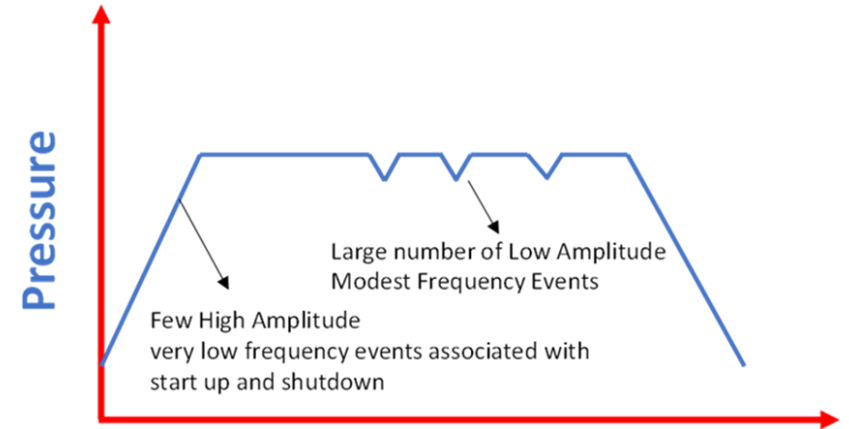 Pressure
Large number of Low Amplitude
Modest Frequency Events
Few High Amplitude
very low frequency events associated with
start up and shutdown